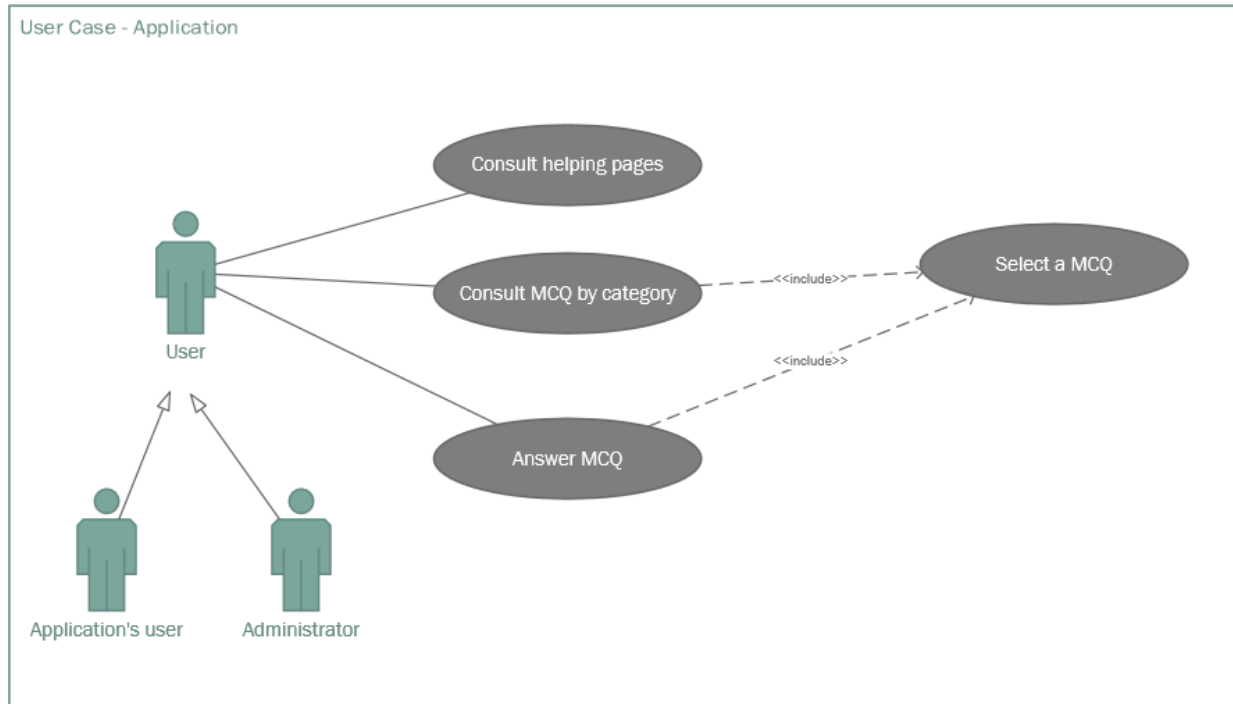 User Case - Application
Consult helping pages
Select a MCQ
<<include>>
Consult MCQ by category
User
<<include>>
Answer MCQ
Application's user
Administrator